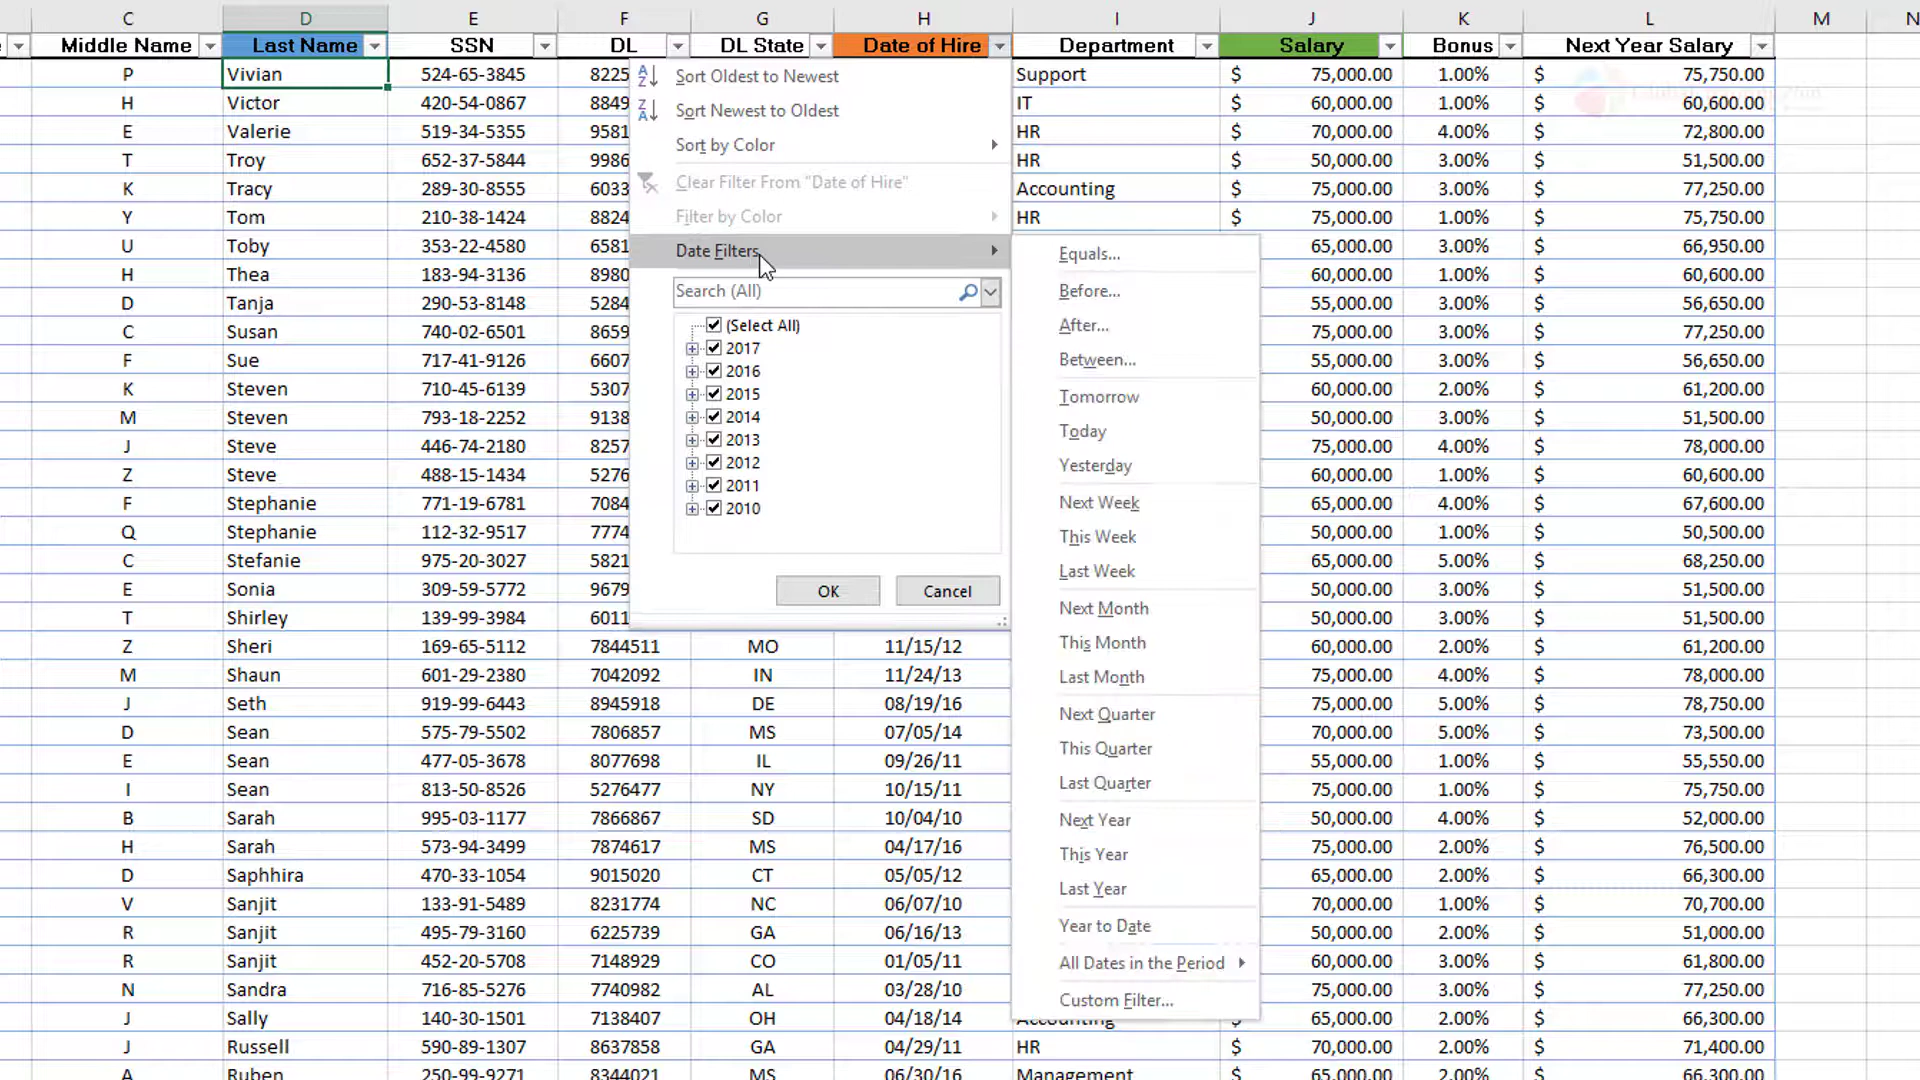 C D E F G H I J K L M N
Middle Name Last Name SSN DL DL State Date of Hire Department Salary Bonus Next Year Salary
P Vivian 524-65-3845 8225 Sort Oldest to Newest Support $ 75,000.00 1.00% $ 75,750.00
H Victor 420-54-0867 8849 Sort Newest to Oldest IT $ 60,000.00 1.00% $ 60,600.00
E Valerie 519-34-5355 9581 Sort by Color HR $ 70,000.00 4.00% $ 72,800.00
T Troy 652-37-5844 9986 HR $ 50,000.00 3.00% $ 51,500.00
K Tracy 289-30-8555 6033 Clear Filter From "Date of Hire" Accounting $ 75,000.00 3.00% $ 77,250.00
Y Tom 210-38-1424 8824 Filter by Color HR $ 75,000.00 1.00% $ 75,750.00
U Toby 353-22-4580 6581 Date Filters Equals... 65,000.00 3.00% $ 66,950.00
H Thea 183-94-3136 8980 Search (All) Before... 60,000.00 1.00% $ 60,600.00
D Tanja 290-53-8148 5284 (Select All) After... 55,000.00 3.00% $ 56,650.00
C Susan 740-02-6501 8659 2017 75,000.00 3.00% $ 77,250.00
F Sue 717-41-9126 6607 2016 Between... 55,000.00 3.00% $ 56,650.00
K Steven 710-45-6139 5307 2015 Tomorrow 60,000.00 2.00% $ 61,200.00
M Steven 793-18-2252 9138 2014 Today 50,000.00 3.00% $ 51,500.00
J Steve 446-74-2180 8257 2013 75,000.00 4.00% $ 78,000.00
Z Steve 488-15-1434 5276 2012 Yesterday 60,000.00 1.00% $ 60,600.00
F Stephanie 771-19-6781 7084 2011 Next Week 65,000.00 4.00% $ 67,600.00
Q Stephanie 112-32-9517 7774 2010 This Week 50,000.00 1.00% $ 50,500.00
C Stefanie 975-20-3027 5821 Last Week 65,000.00 5.00% $ 68,250.00
E Sonia 309-59-5772 9679 OK Cancel Next Month 50,000.00 3.00% $ 51,500.00
T Shirley 139-99-3984 6011 50,000.00 3.00% $ 51,500.00
Z Sheri 169-65-5112 7844511 MO 11/15/12 This Month 60,000.00 2.00% $ 61,200.00
M Shaun 601-29-2380 7042092 IN 11/24/13 Last Month 75,000.00 4.00% $ 78,000.00
J Seth 919-99-6443 8945918 DE 08/19/16 Next Quarter 75,000.00 5.00% $ 78,750.00
D Sean 575-79-5502 7806857 MS 07/05/14 This Quarter 70,000.00 5.00% $ 73,500.00
E Sean 477-05-3678 8077698 IL 09/26/11 55,000.00 1.00% $ 55,550.00
I Sean 813-50-8526 5276477 NY 10/15/11 Last Quarter 75,000.00 1.00% $ 75,750.00
B Sarah 995-03-1177 7866867 SD 10/04/10 Next Year 50,000.00 4.00% $ 52,000.00
H Sarah 573-94-3499 7874617 MS 04/17/16 This Year 75,000.00 2.00% $ 76,500.00
D Saphhira 470-33-1054 9015020 CT 05/05/12 Last Year 65,000.00 2.00% $ 66,300.00
V Sanjit 133-91-5489 8231774 NC 06/07/10 70,000.00 1.00% $ 70,700.00
R Sanjit 495-79-3160 6225739 GA 06/16/13 Year to Date 50,000.00 2.00% $ 51,000.00
R Sanjit 452-20-5708 7148929 CO 01/05/11 All Dates in the Period 60,000.00 3.00% $ 61,800.00
N Sandra 716-85-5276 7740982 AL 03/28/10 Custom Filter... 75,000.00 3.00% $ 77,250.00
J Sally 140-30-1501 7138407 OH 04/18/14 Accounting $ 65,000.00 2.00% $ 66,300.00
J Russell 590-89-1307 8637858 GA 04/29/11 HR $ 70,000.00 2.00% $ 71,400.00
A Ruben 250-99-9271 8344021 MS 06/30/16 Management $ 65,000.00 2.00% $ 66,300.00